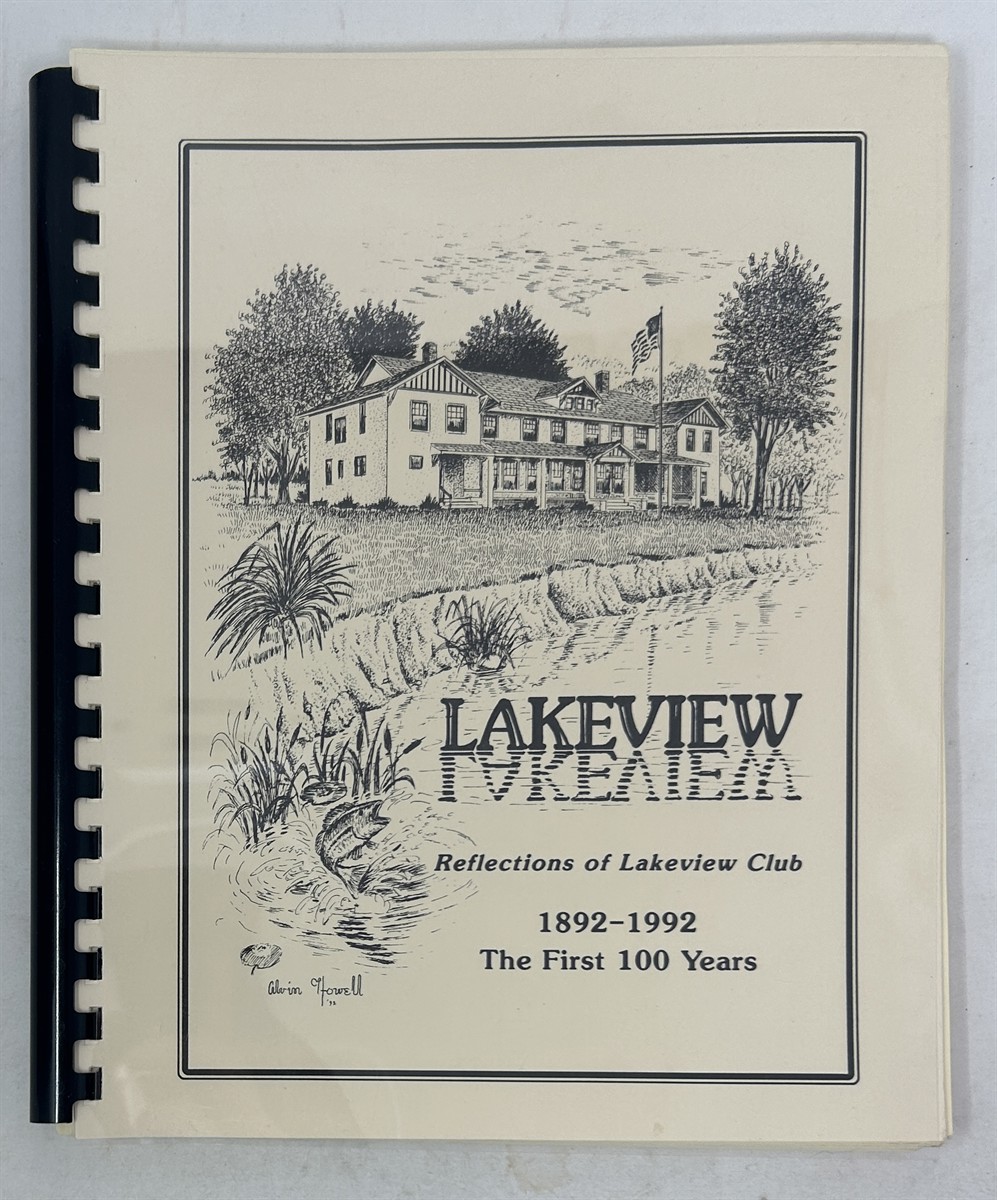 LAKEVIEW
LAKEVIEW
Reflections of Lakeview Club
1892-1992
The First 100 Years
Alvin Howell